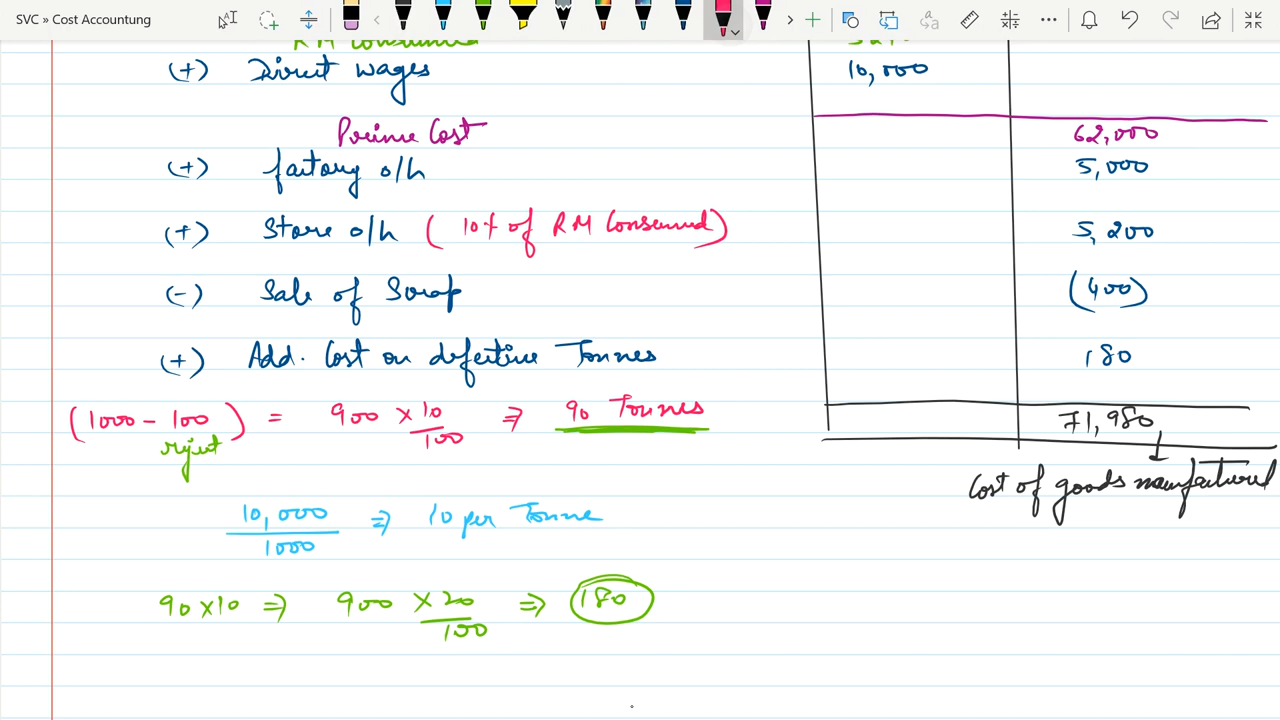 SVC » Cost Accountung
RM Consumed
(+) Direct wages 10,000
Prime Cost 62,000
(+) factory o/h 5,000
(+) Store o/h (10% of RM Consumed) 5,200
(-) Sale of Scrap (400)
(+) Add. Cost on defective Tonnes 180
(1000 - 100) = 900 × 10/100 ⇒ 90 Tonnes
reject
71,980
Cost of goods manufactured
10,000/1000 ⇒ 10 per Tonne
90 × 10 ⇒ 900 × 20/100 ⇒ 180